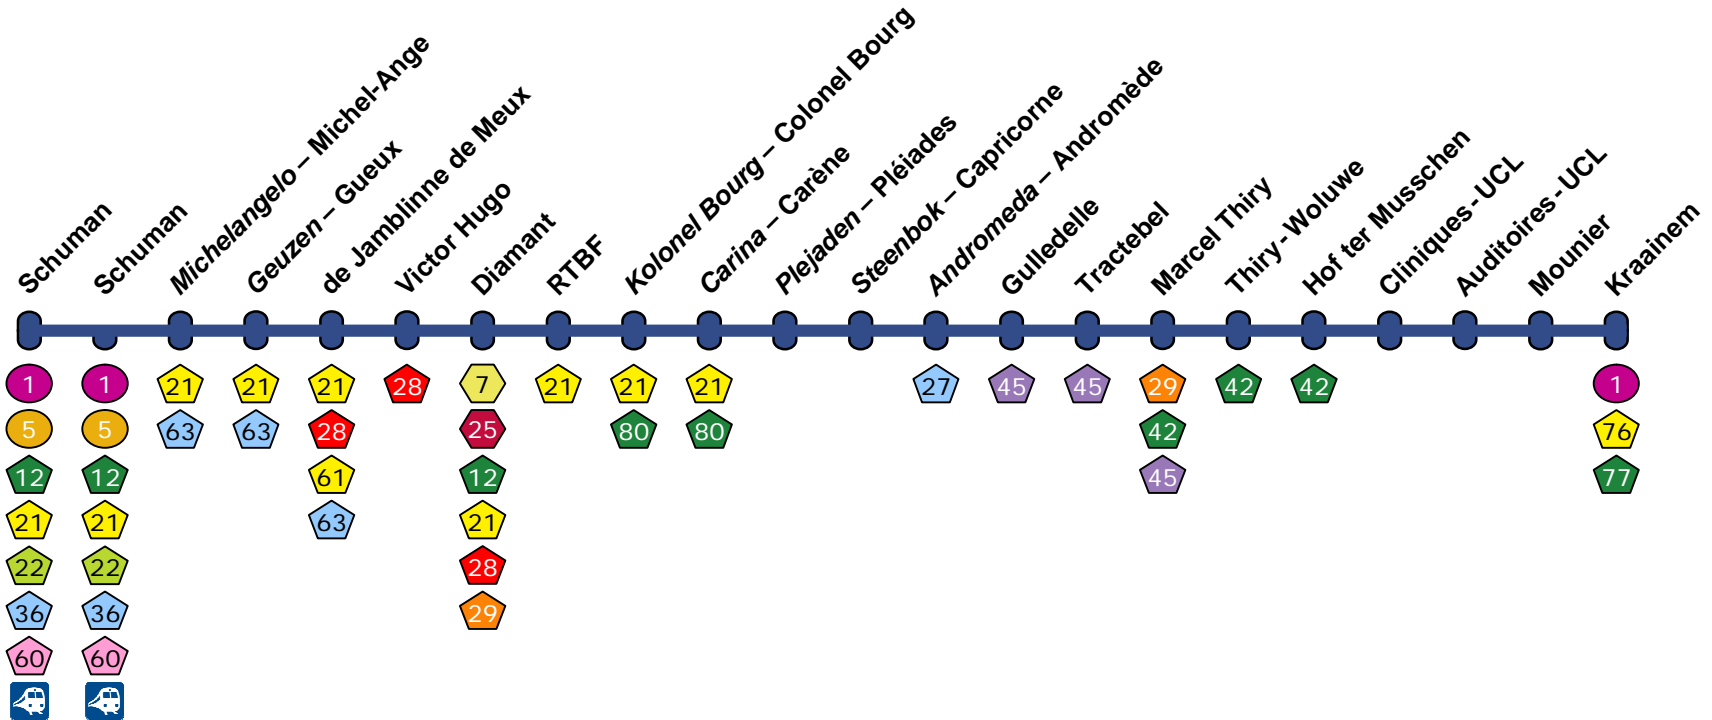 Schuman
Schuman
Michelangelo – Michel-Ange
Geuzen – Gueux
de Jamblinne de Meux
Victor Hugo
Diamant
RTBF
Kolonel Bourg – Colonel Bourg
Carina – Carène
Plejaden – Pléiades
Steenbok – Capricorne
Andromeda – Andromède
Gulledelle
Tractebel
Marcel Thiry
Thiry - Woluwe
Hof ter Musschen
Cliniques - UCL
Auditoires - UCL
Mounier
Kraainem
1 1 21 21 21 28 7 21 21 21 27 45 45 29 42 42 1
5 5 63 63 28 25 80 80 42 76
12 12 61 12 45 77
21 21 63 21
22 22 28
36 36 29
60 60